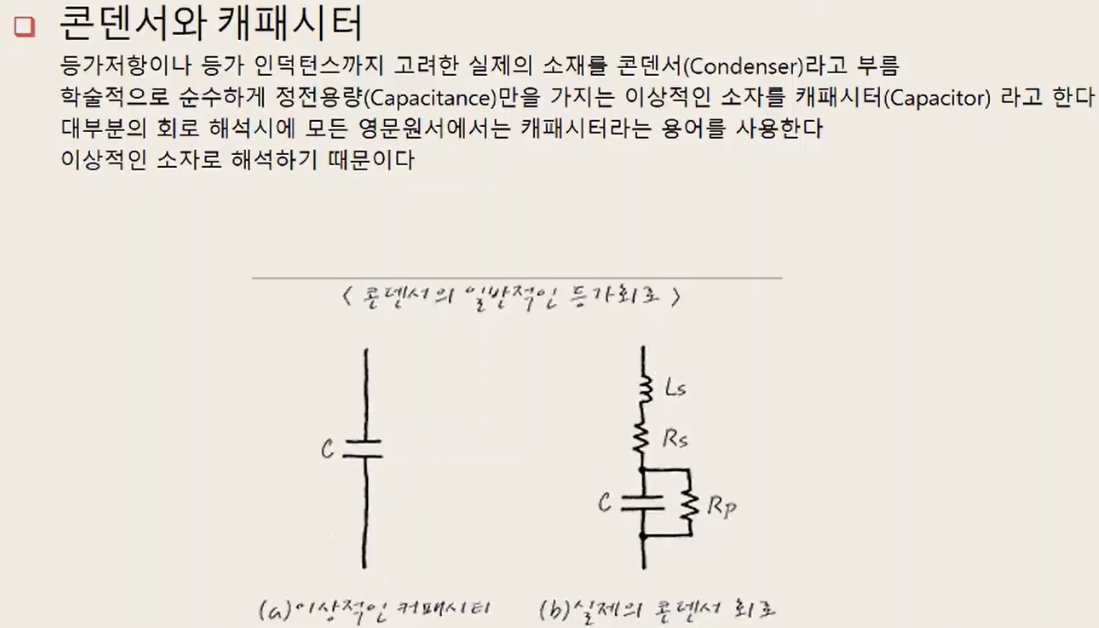 콘덴서와 캐패시터
등가저항이나 등가 인덕턴스까지 고려한 실제의 소재를 콘덴서(Condenser)라고 부름
학술적으로 순수하게 정전용량(Capacitance)만을 가지는 이상적인 소자를 캐패시터(Capacitor) 라고 한다
대부분의 회로 해석시에 모든 영문원서에서는 캐패시터라는 용어를 사용한다
이상적인 소자로 해석하기 때문이다
< 콘덴서의 일반적인 등가회로 >
Ls
Rs
C
C
Rp
(a)이상적인 커패시터
(b)실제의 콘덴서 회로